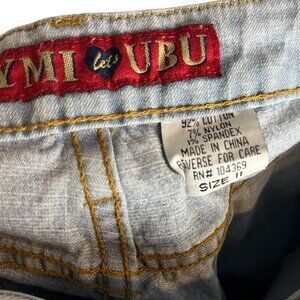 YMI lets UBU
92% COTTON
7% NYLON
1% SPANDEX
MADE IN CHINA
REVERSE FOR CARE
RN# 104369
SIZE 11